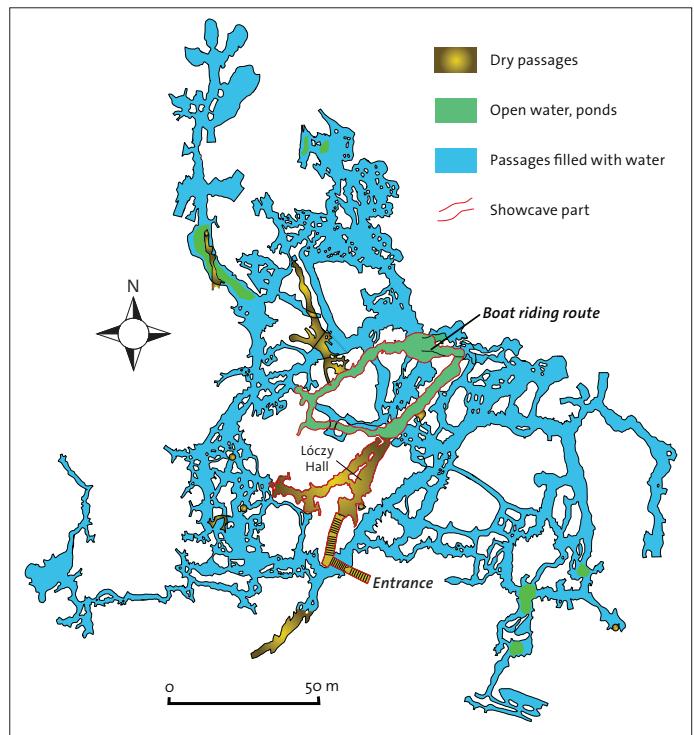 Dry passages
Open water, ponds
Passages filled with water
Showcave part
N
Boat riding route
Lóczy
Hall
Entrance
0
50 m